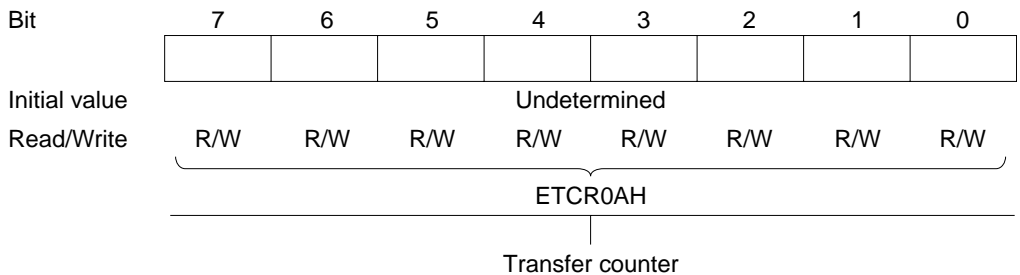 Bit 7 6 5 4 3 2 1 0
Initial value Undetermined
Read/Write R/W R/W R/W R/W R/W R/W R/W R/W
ETCR0AH
Transfer counter